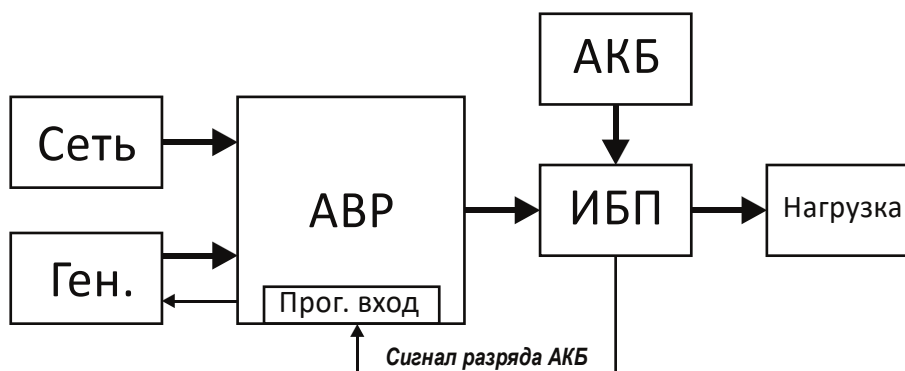 АКБ
Сеть
АВР
ИБП
Нагрузка
Ген.
Прог. вход
Сигнал разряда АКБ